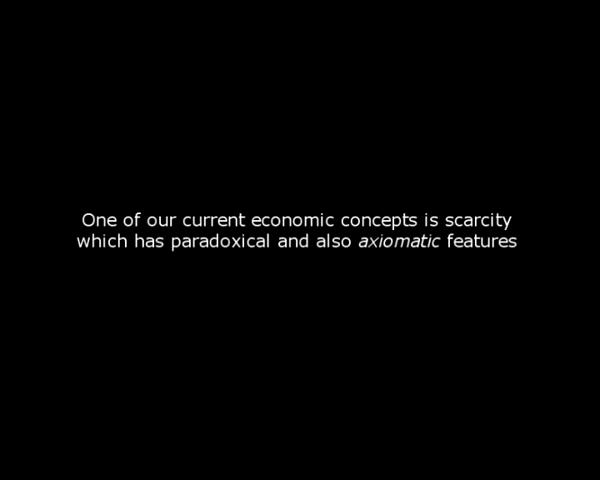 One of our current economic concepts is scarcity
which has paradoxical and also axiomatic features